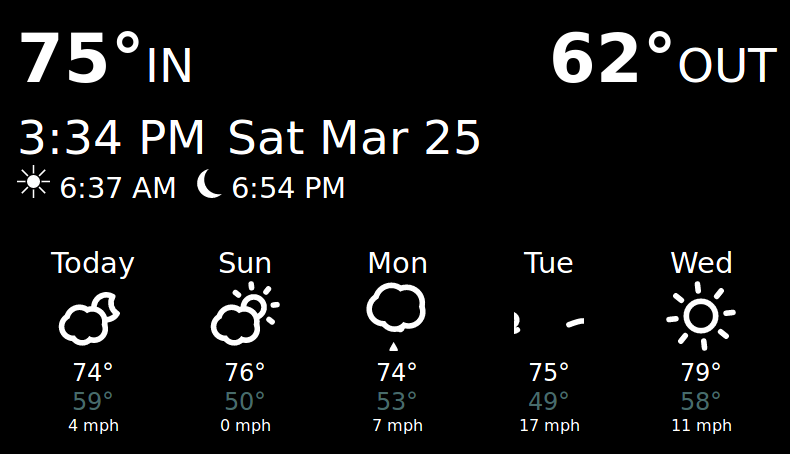 75°IN 62°OUT
3:34 PM Sat Mar 25
6:37 AM 6:54 PM
Today Sun Mon Tue Wed
74° 76° 74° 75° 79°
59° 50° 53° 49° 58°
4 mph 0 mph 7 mph 17 mph 11 mph